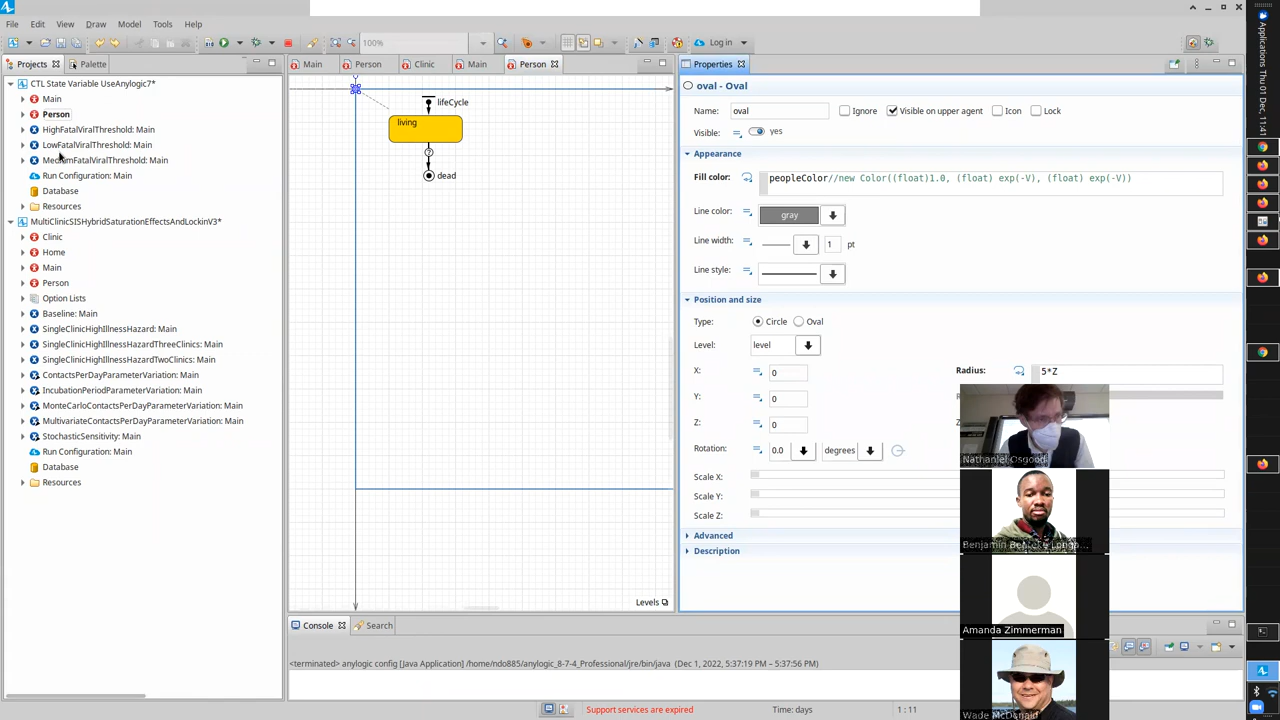 File Edit View Draw Model Tools Help
100%
Log in
Projects
Palette
Main
Person
Clinic
Main
Person
Properties
CTL State Variable UseAnylogic7*
Main
Person
HighFatalViralThreshold: Main
LowFatalViralThreshold: Main
MediumFatalViralThreshold: Main
Run Configuration: Main
Database
Resources
MultiClinicSISHybridSaturationEffectsAndLockinV3*
Clinic
Home
Main
Person
Option Lists
Baseline: Main
SingleClinicHighIllnessHazard: Main
SingleClinicHighIllnessHazardThreeClinics: Main
SingleClinicHighIllnessHazardTwoClinics: Main
ContactsPerDayParameterVariation: Main
IncubationPeriodParameterVariation: Main
MonteCarloContactsPerDayParameterVariation: Main
MultivariateContactsPerDayParameterVariation: Main
StochasticSensitivity: Main
Run Configuration: Main
Database
Resources
lifeCycle
living
?
dead
Levels
oval - Oval
Name: oval Ignore Visible on upper agent Icon Lock
Visible: yes
Appearance
Fill color: peopleColor//new Color((float)1.0, (float) exp(-V), (float) exp(-V))
Line color: gray
Line width: 1 pt
Line style:
Position and size
Type: Circle Oval
Level: level
X: 0 Radius: 5*Z
Y: 0
Z: 0
Rotation: 0.0 degrees
Scale X:
Scale Y:
Scale Z:
Advanced
Description
Console Search
<terminated> anylogic config [Java Application] /home/ndo885/anylogic_8-7-4_Professional/jre/bin/java (Dec 1, 2022, 5:37:19 PM – 5:37:56 PM)
Support services are expired
Time: days
1 : 11
Nathaniel Osgood
Amanda Zimmerman
Wade McDonald
Applications Thu 01 Dec, 11:41